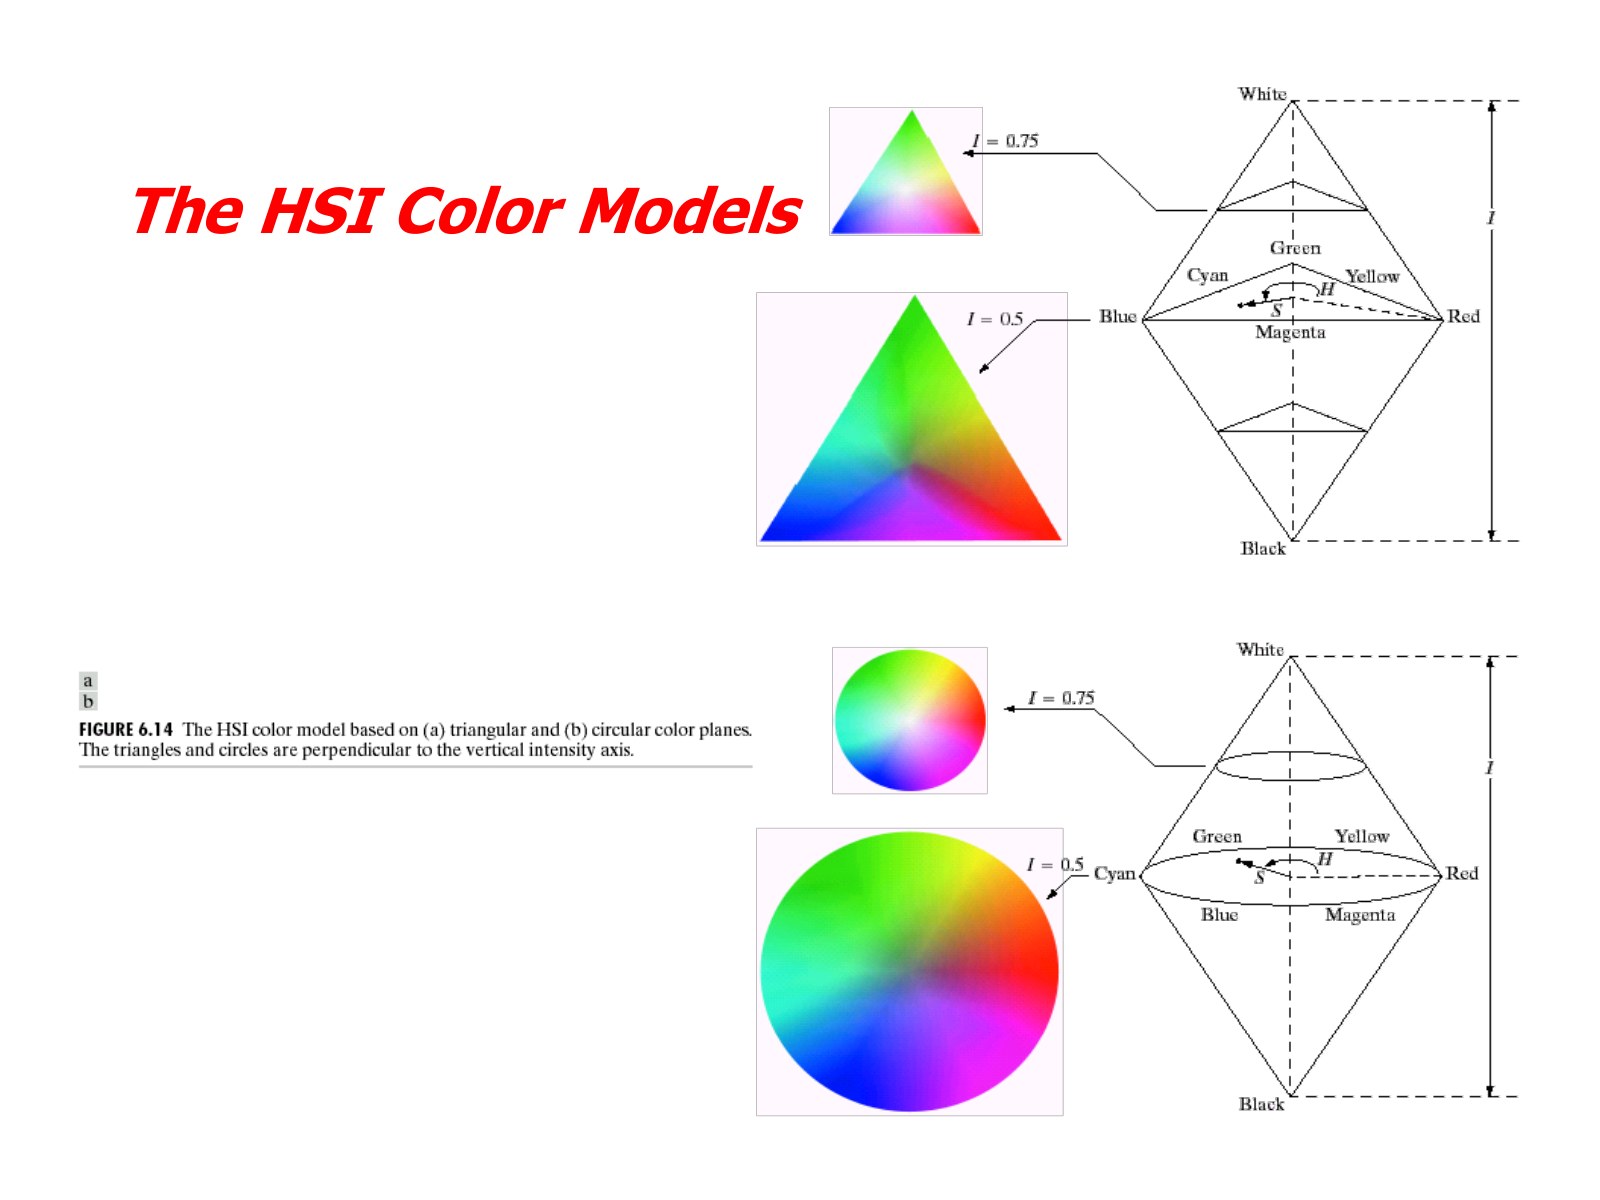 The HSI Color Models
White
I = 0.75
I
Green
Cyan
Yellow
H
S
I = 0.5
Blue
Red
Magenta
Black
a
b
FIGURE 6.14 The HSI color model based on (a) triangular and (b) circular color planes.
The triangles and circles are perpendicular to the vertical intensity axis.
White
I = 0.75
I
Green
Yellow
H
I = 0.5
Cyan
S
Red
Blue
Magenta
Black